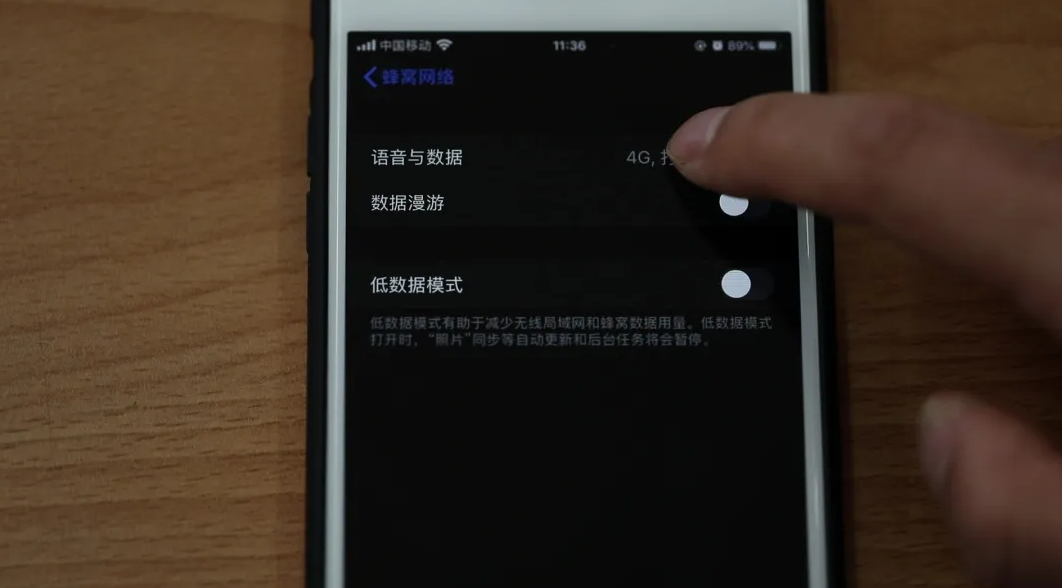 中国移动 11:36 89%
蜂窝网络
语音与数据 4G,
数据漫游
低数据模式
低数据模式有助于减少无线局域网和蜂窝数据用量。低数据模式
打开时，“照片”同步等自动更新和后台任务将会暂停。